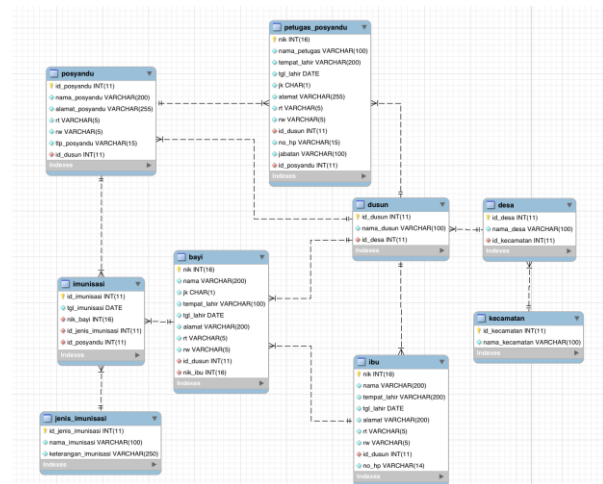 petugas_posyandu
nik INT(16)
nama_petugas VARCHAR(100)
tempat_lahir VARCHAR(200)
tgl_lahir DATE
jk CHAR(1)
alamat VARCHAR(255)
rt VARCHAR(5)
rw VARCHAR(5)
id_dusun INT(11)
no_hp VARCHAR(15)
jabatan VARCHAR(100)
id_posyandu INT(11)
Indexes
posyandu
id_posyandu INT(11)
nama_posyandu VARCHAR(200)
alamat_posyandu VARCHAR(255)
rt VARCHAR(5)
rw VARCHAR(5)
tlp_posyandu VARCHAR(15)
id_dusun INT(11)
Indexes
dusun
id_dusun INT(11)
nama_dusun VARCHAR(100)
id_desa INT(11)
Indexes
desa
id_desa INT(11)
nama_desa VARCHAR(100)
id_kecamatan INT(11)
Indexes
bayi
nik INT(16)
nama VARCHAR(200)
jk CHAR(1)
tempat_lahir VARCHAR(100)
tgl_lahir DATE
alamat VARCHAR(200)
rt VARCHAR(5)
rw VARCHAR(5)
id_dusun INT(11)
nik_ibu INT(16)
Indexes
imunisasi
id_imunisasi INT(11)
tgl_imunisasi DATE
nik_bayi INT(16)
id_jenis_imunisasi INT(11)
id_posyandu INT(11)
Indexes
kecamatan
id_kecamatan INT(11)
nama_kecamatan VARCHAR(100)
Indexes
ibu
nik INT(16)
nama VARCHAR(200)
tempat_lahir VARCHAR(200)
tgl_lahir DATE
alamat VARCHAR(200)
rt VARCHAR(5)
rw VARCHAR(5)
id_dusun INT(11)
no_hp VARCHAR(14)
Indexes
jenis_imunisasi
id_jenis_imunisasi INT(11)
nama_imunisasi VARCHAR(100)
keterangan_imunisasi VARCHAR(250)
Indexes